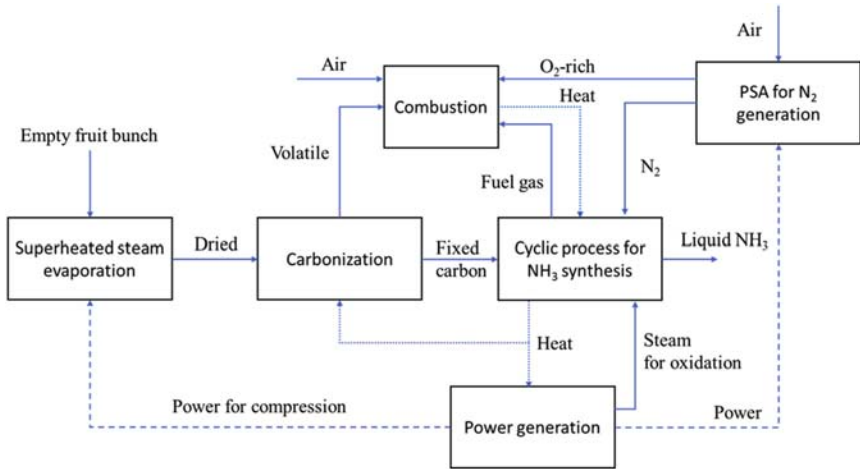 Air
Air
O₂-rich
PSA for N₂
generation
Combustion
Heat
Empty fruit bunch
Volatile
Fuel gas
N₂
Superheated steam
evaporation
Dried
Carbonization
Fixed
carbon
Cyclic process for
NH₃ synthesis
Liquid NH₃
Heat
Steam
for oxidation
Power for compression
Power generation
Power